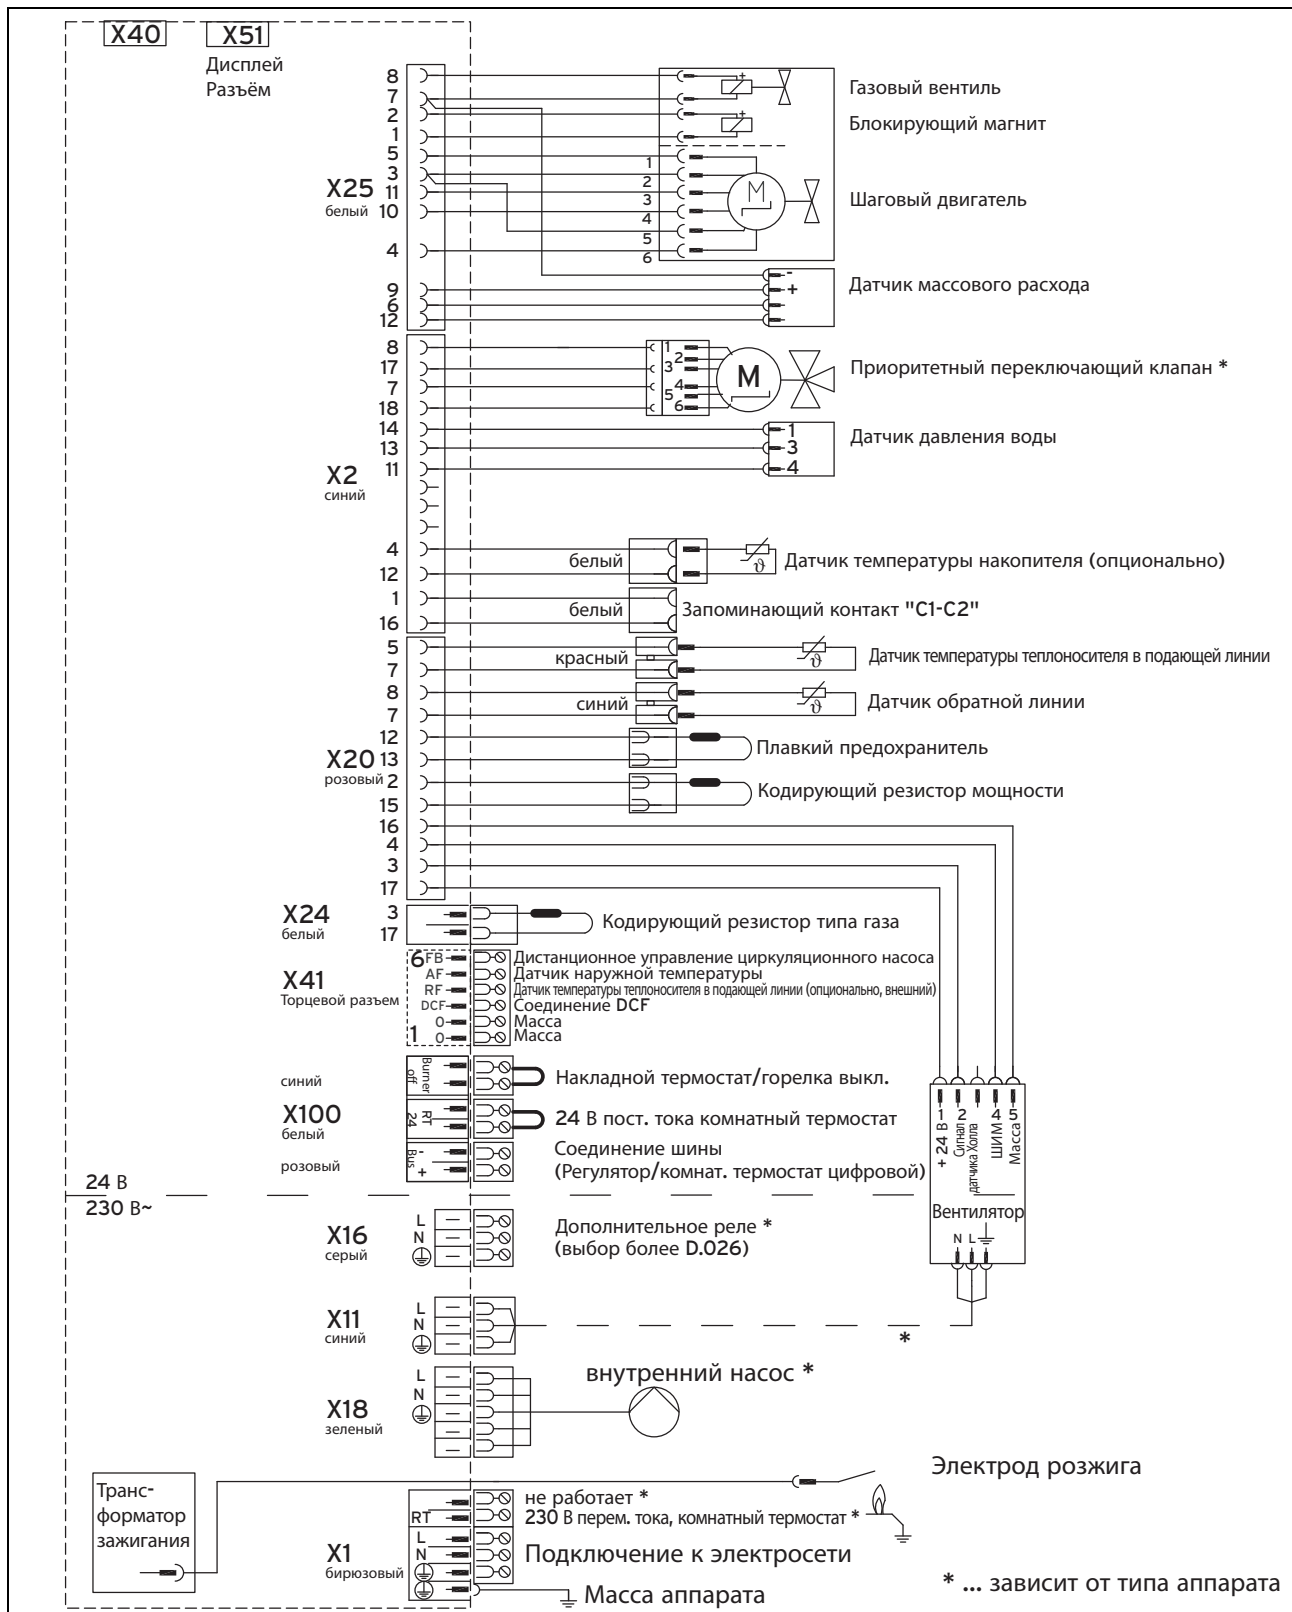 X40 X51
Дисплей
Разъём
X25
белый
8
7
2
1
5
3
11
10
4
9
6
12
1
2
3
4
5
6
Газовый вентиль
+
Блокирующий магнит
+
Шаговый двигатель
M
Датчик массового расхода
-
+
X2
синий
8
17
7
18
14
13
11
4
12
1
16
1
2
3
4
5
6
M
Приоритетный переключающий клапан *
Датчик давления воды
1
3
4
белый
ϑ
Датчик температуры накопителя (опционально)
белый
Запоминающий контакт "C1-C2"
X20
розовый
5
7
8
7
12
13
2
15
16
4
3
17
красный
ϑ
Датчик температуры теплоносителя в подающей линии
синий
ϑ
Датчик обратной линии
Плавкий предохранитель
Кодирующий резистор мощности
X24
белый
3
17
Кодирующий резистор типа газа
X41
Торцевой разъем
6 FB Дистанционное управление циркуляционного насоса
AF Датчик наружной температуры
RF Датчик температуры теплоносителя в подающей линии (опционально, внешний)
DCF Соединение DCF
0 Масса
1 0 Масса
синий
Burner
off
Накладной термостат/горелка выкл.
X100
белый
RT
24
24 В пост. тока комнатный термостат
розовый
Bus
-
+
Соединение шины
(Регулятор/комнат. термостат цифровой)
1 2 4 5
+ 24 В
Сигнал
датчика Холла
ШИМ
Масса
Вентилятор
N L
24 В
230 В~
X16
серый
L
N
Дополнительное реле *
(выбор более D.026)
X11
синий
L
N
*
X18
зеленый
L
N
внутренний насос *
Электрод розжига
Транс-
форматор
зажигания
X1
бирюзовый
не работает *
RT 230 В перем. тока, комнатный термостат *
L
N
Подключение к электросети
Масса аппарата
* ... зависит от типа аппарата